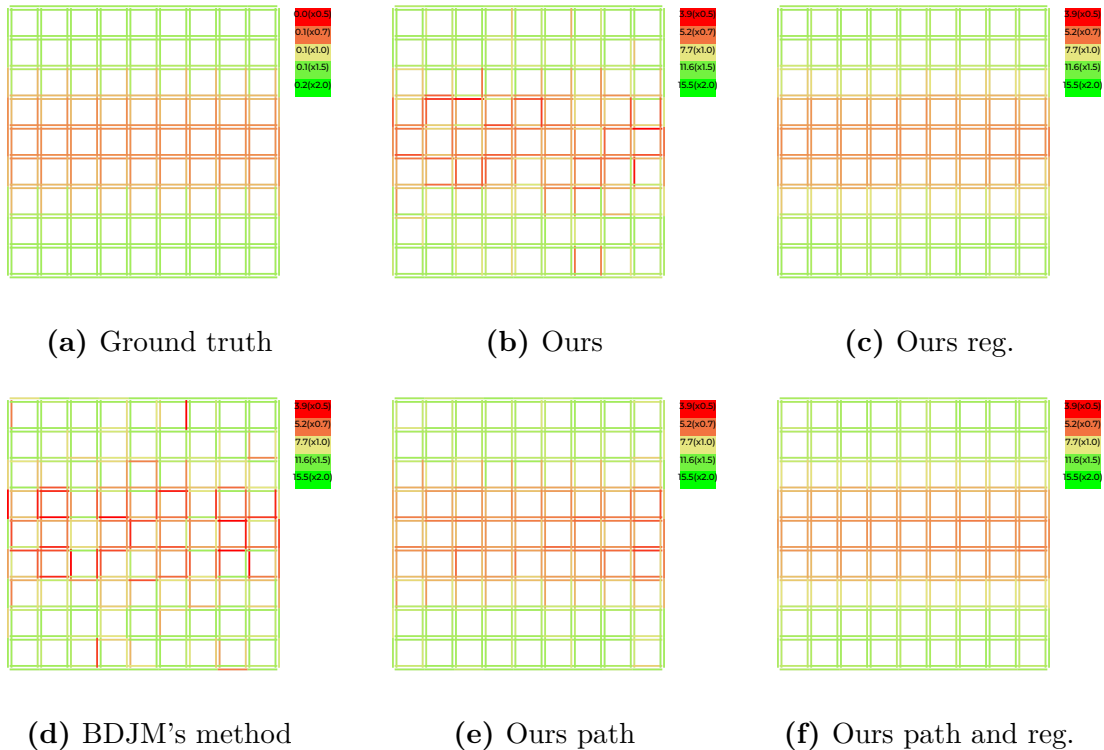 0.0(x0.5)
0.1(x0.7)
0.1(x1.0)
0.1(x1.5)
0.2(x2.0)
3.9(x0.5)
5.2(x0.7)
7.7(x1.0)
11.6(x1.5)
15.5(x2.0)
3.9(x0.5)
5.2(x0.7)
7.7(x1.0)
11.6(x1.5)
15.5(x2.0)
(a) Ground truth
(b) Ours
(c) Ours reg.
3.9(x0.5)
5.2(x0.7)
7.7(x1.0)
11.6(x1.5)
15.5(x2.0)
3.9(x0.5)
5.2(x0.7)
7.7(x1.0)
11.6(x1.5)
15.5(x2.0)
3.9(x0.5)
5.2(x0.7)
7.7(x1.0)
11.6(x1.5)
15.5(x2.0)
(d) BDJM's method
(e) Ours path
(f) Ours path and reg.